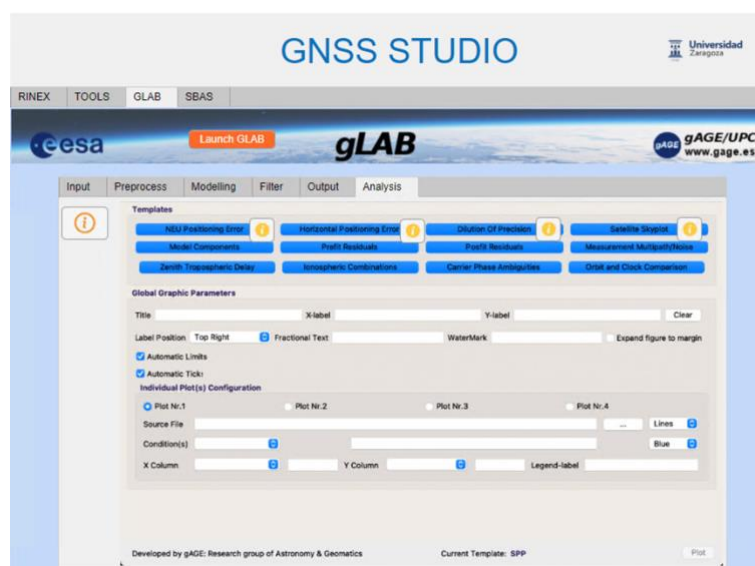 GNSS STUDIO
Universidad
Zaragoza
RINEX TOOLS GLAB SBAS
esa Launch GLAB gLAB gAGE gAGE/UPC
www.gage.es
Input Preprocess Modelling Filter Output Analysis
Templates
NEU Positioning Error Horizontal Positioning Error Dilution Of Precision Satellite Skyplot
Model Components Prefit Residuals Postfit Residuals Measurement Multipath/Noise
Zenith Tropospheric Delay Ionospheric Combinations Carrier Phase Ambiguities Orbit and Clock Comparison
Global Graphic Parameters
Title X-label Y-label Clear
Label Position Top Right Fractional Text WaterMark Expand figure to margin
Automatic Limits
Automatic Ticks
Individual Plot(s) Configuration
Plot Nr.1 Plot Nr.2 Plot Nr.3 Plot Nr.4
Source File ... Lines
Condition(s) Blue
X Column Y Column Legend-label
Developed by gAGE: Research group of Astronomy & Geomatics Current Template: SPP Plot